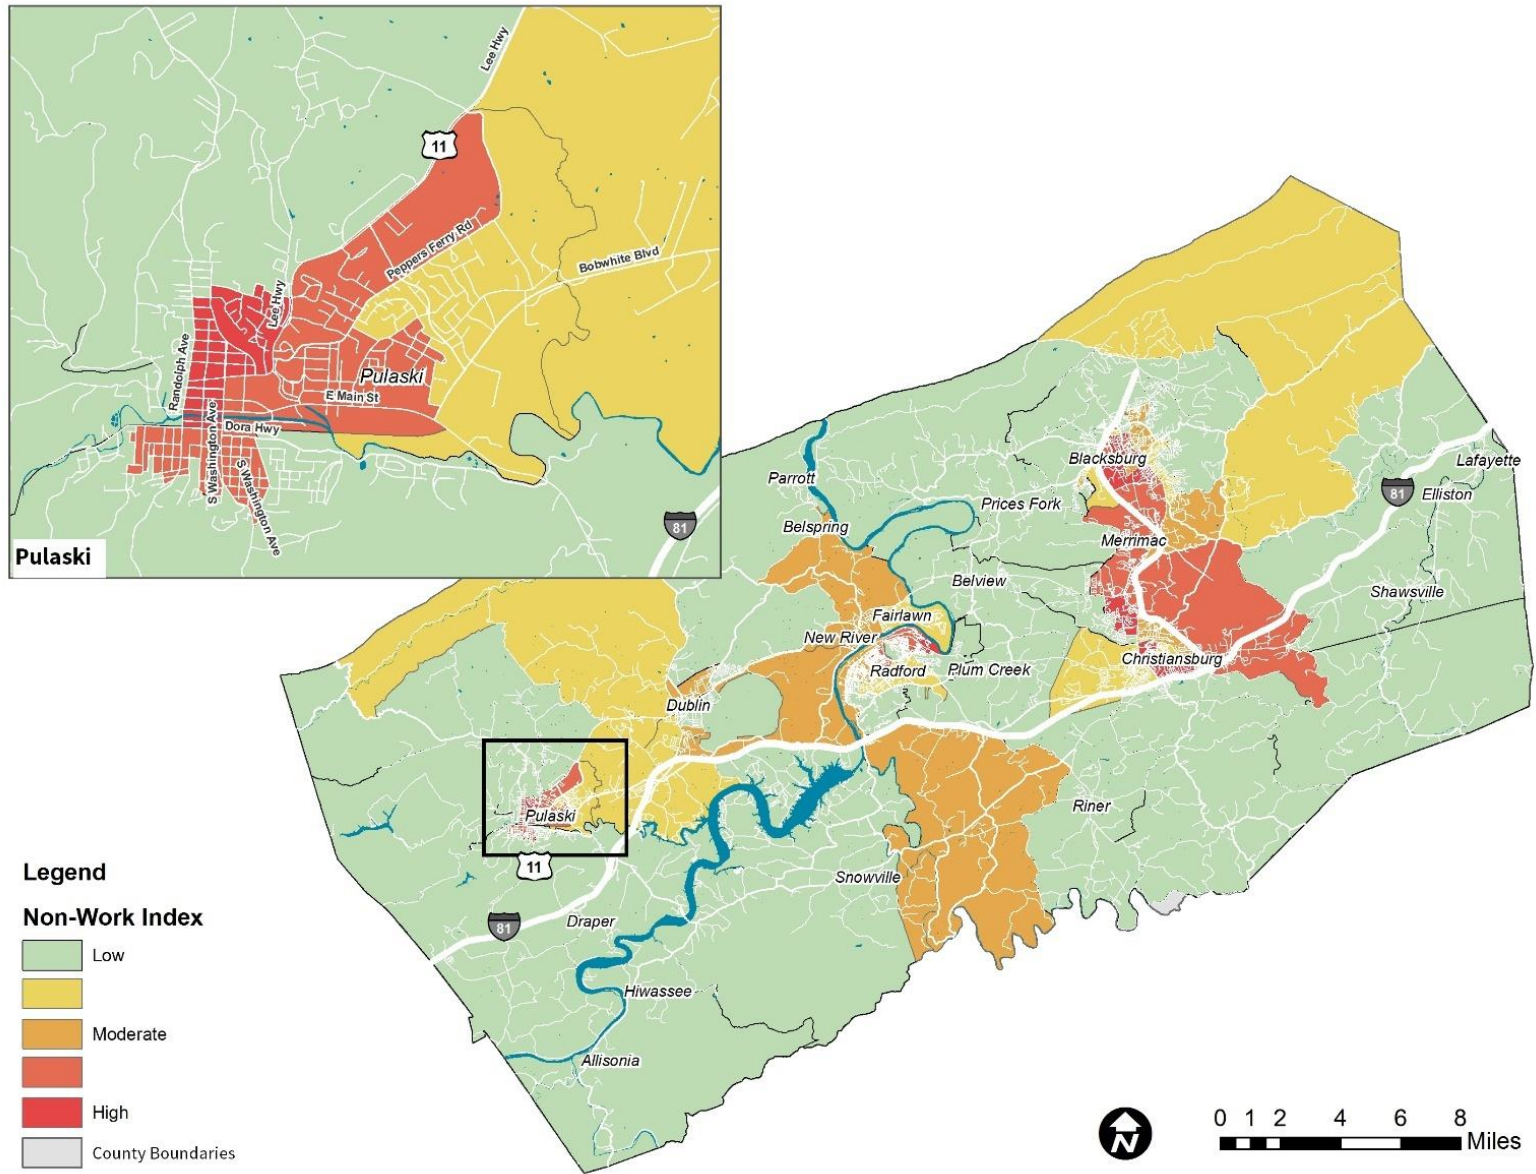 Lee Hwy
11
Peppers Ferry Rd
Bobwhite Blvd
Lee Hwy
Randolph Ave
Pulaski
E Main St
S Washington Ave
Dora Hwy
S Washington Ave
81
Pulaski
Blacksburg
Lafayette
Parrott
81
Elliston
Prices Fork
Belspring
Merrimac
Belview
Shawsville
Fairlawn
New River
Christiansburg
Radford
Plum Creek
Dublin
Pulaski
Riner
11
Snowville
Draper
81
Hiwassee
Allisonia
Legend
Non-Work Index
Low
Moderate
High
County Boundaries
N
0 1 2 4 6 8
Miles